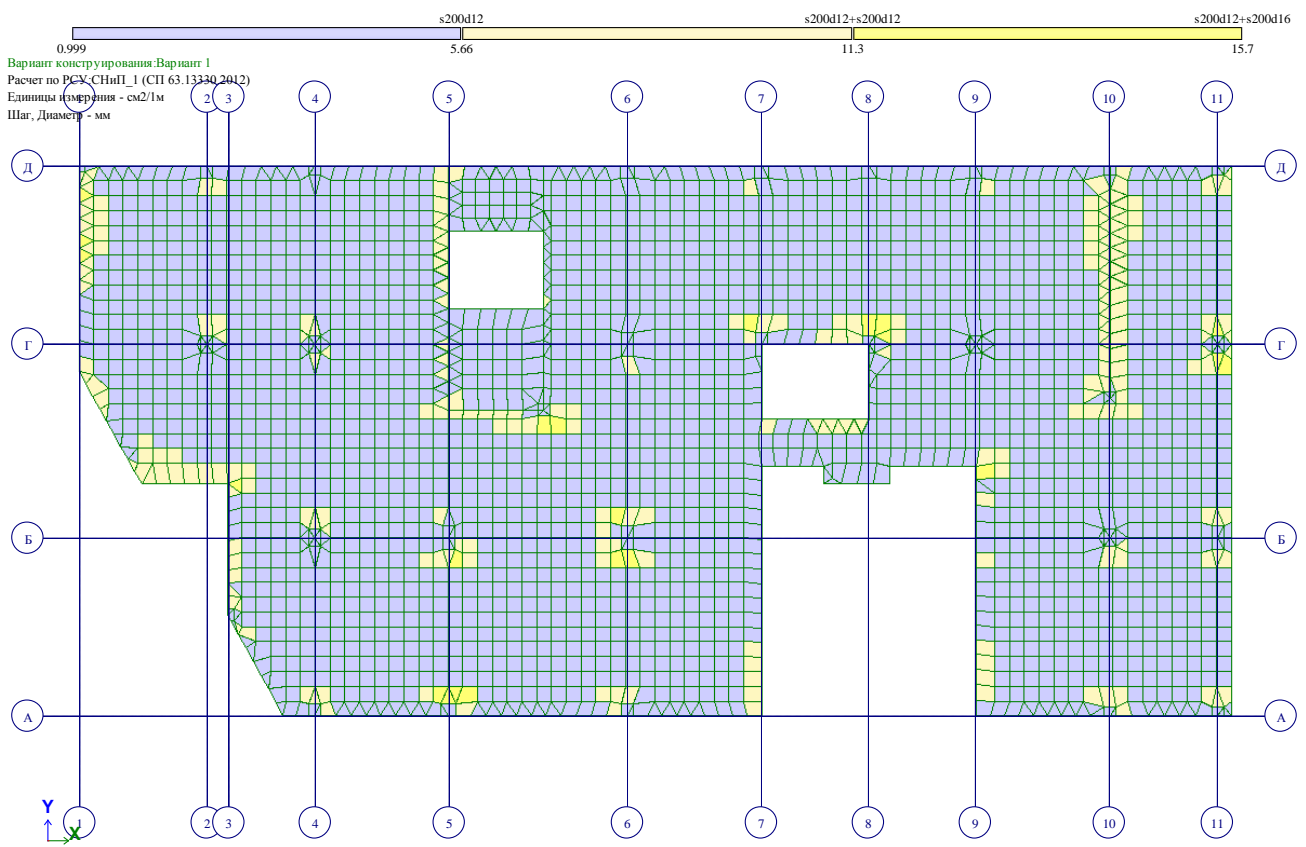 s200d12 s200d12+s200d12 s200d12+s200d16
0.999 5.66 11.3 15.7
Вариант конструирования:Вариант 1
Расчет по РСУ:СНиП_1 (СП 63.13330.2012)
Единицы измерения - см2/1м
Шаг, Диаметр - мм
1 2 3 4 5 6 7 8 9 10 11
Д Д
Г Г
Б Б
А А
Y
X
1 2 3 4 5 6 7 8 9 10 11